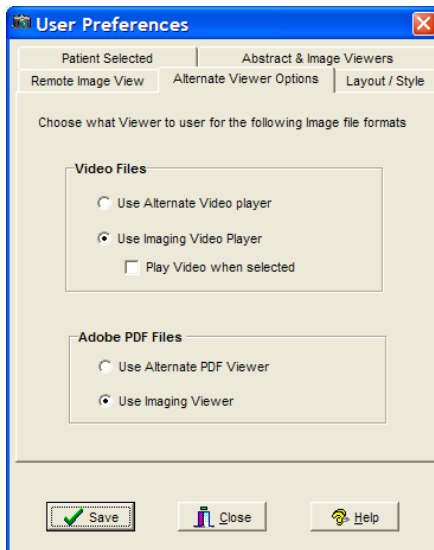 User Preferences
Patient Selected
Abstract & Image Viewers
Remote Image View
Alternate Viewer Options
Layout / Style
Choose what Viewer to user for the following Image file formats
Video Files
Use Alternate Video player
Use Imaging Video Player
Play Video when selected
Adobe PDF Files
Use Alternate PDF Viewer
Use Imaging Viewer
Save
Close
Help